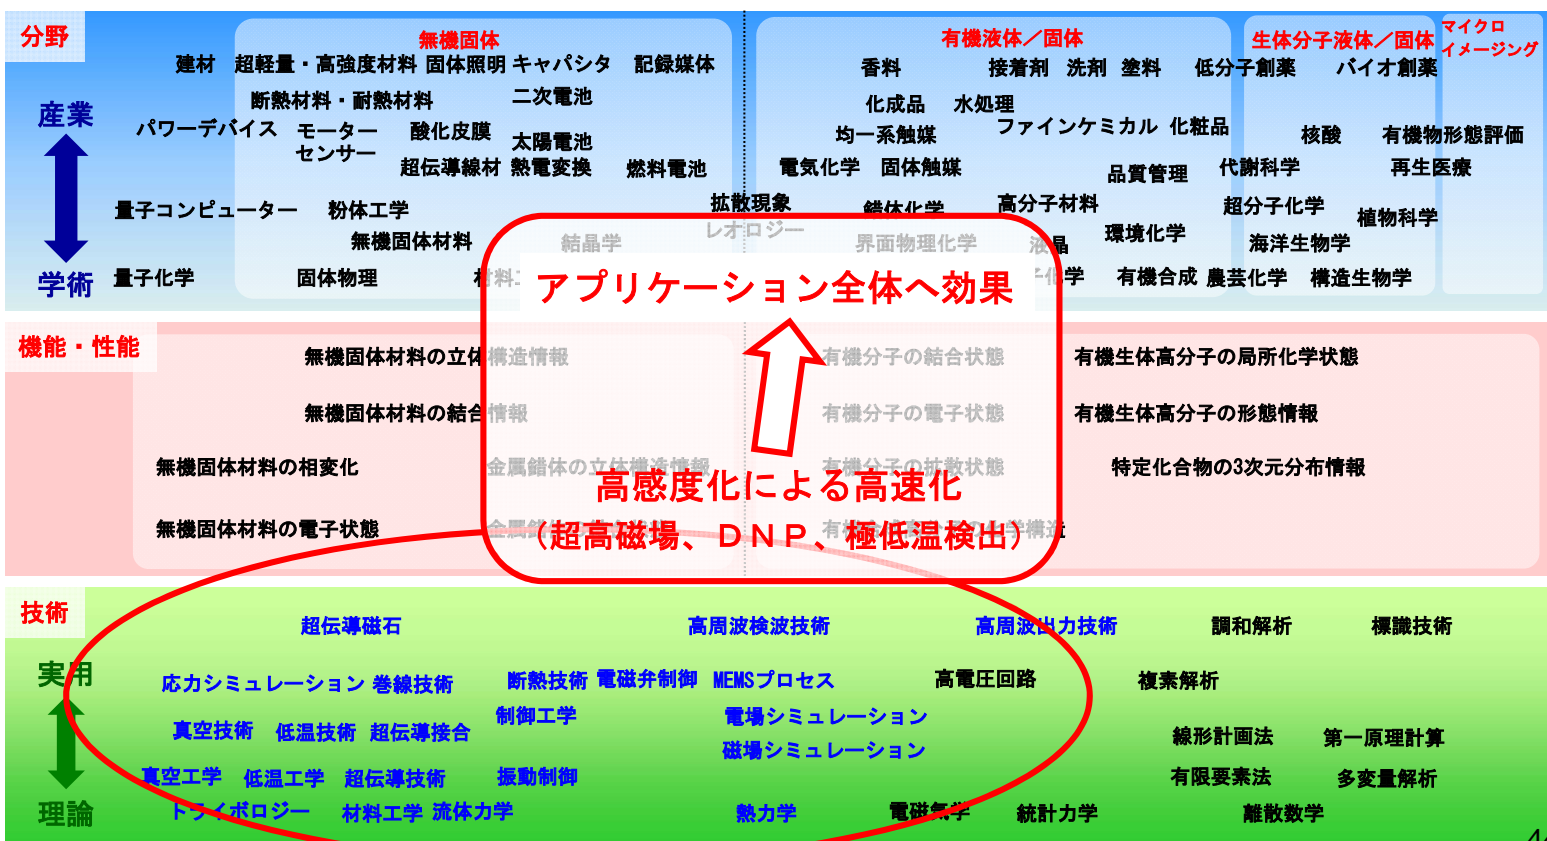 分野
無機固体
有機液体／固体
生体分子液体／固体
マイクロ
イメージング
建材 超軽量・高強度材料 固体照明 キャパシタ 記録媒体
香料 接着剤 洗剤 塗料 低分子創薬 バイオ創薬
断熱材料・耐熱材料 二次電池
化成品 水処理
産業
パワーデバイス モーター 酸化皮膜
センサー
太陽電池
均一系触媒 ファインケミカル 化粧品
核酸 有機物形態評価
超伝導線材 熱電変換 燃料電池
電気化学 固体触媒 品質管理 代謝科学 再生医療
量子コンピューター 粉体工学
拡散現象 錯体化学 高分子材料 超分子化学 植物科学
レオロジー
無機固体材料 結晶学
界面物理化学 液晶 環境化学 海洋生物学
学術
量子化学 固体物理 材料
化学 有機合成 農芸化学 構造生物学
アプリケーション全体へ効果
機能・性能
無機固体材料の立体構造情報
有機分子の結合状態 有機生体高分子の局所化学状態
無機固体材料の結合情報
有機分子の電子状態 有機生体高分子の形態情報
無機固体材料の相変化 金属錯体の立体構造情報
有機分子の拡散状態 特定化合物の3次元分布情報
高感度化による高速化
無機固体材料の電子状態 金属錯
構造
（超高磁場、ＤＮＰ、極低温検出）
技術
超伝導磁石 高周波検波技術 高周波出力技術 調和解析 標識技術
実用
応力シミュレーション 巻線技術 断熱技術 電磁弁制御 MEMSプロセス 高電圧回路 複素解析
制御工学 電場シミュレーション
真空技術 低温技術 超伝導接合
磁場シミュレーション 線形計画法 第一原理計算
真空工学 低温工学 超伝導技術 振動制御 有限要素法 多変量解析
理論
トライボロジー 材料工学 流体力学 熱力学 電磁気学 統計力学 離散数学